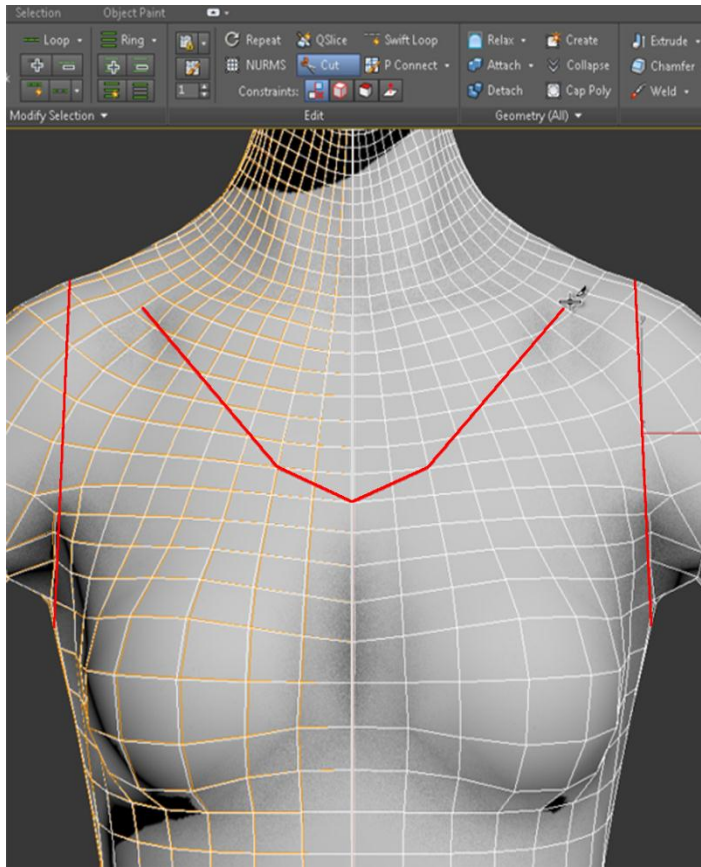 Selection Object Paint
Loop Ring Repeat QSlice Swift Loop Relax Create Extrude
NURMS Cut P Connect Attach Collapse Chamfer
1 Constraints: Detach Cap Poly Weld
Modify Selection Edit Geometry (All)